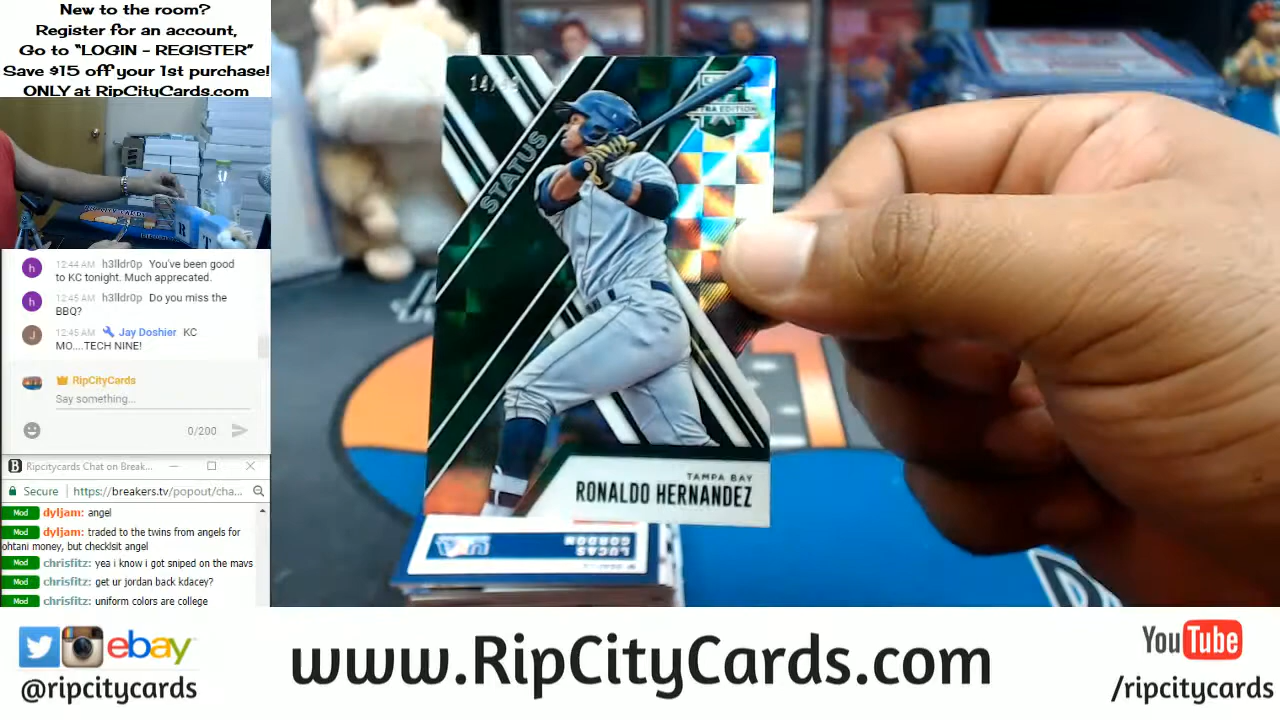 New to the room?
Register for an account,
Go to "LOGIN - REGISTER"
Save $15 off your 1st purchase!
ONLY at RipCityCards.com
h
12:44 AM h3lldr0p You've been good
to KC tonight. Much apprecated.
h
12:45 AM h3lldr0p Do you miss the
BBQ?
J
12:45 AM Jay Doshier KC
MO....TECH NINE!
RipCityCards
Say something...
0/200
B Ripcitycards Chat on Break...
Secure https://breakers.tv/popout/cha...
Mod dyljam: angel
Mod dyljam: traded to the twins from angels for
ohtani money, but checklsit angel
Mod chrisfitz: yea i know i got sniped on the mavs
Mod chrisfitz: get ur jordan back kdacey?
Mod chrisfitz: uniform colors are college
STATUS
TAMPA BAY
RONALDO HERNANDEZ
LUCAS
GORDON
ebay
@ripcitycards
www.RipCityCards.com
YouTube
/ripcitycards